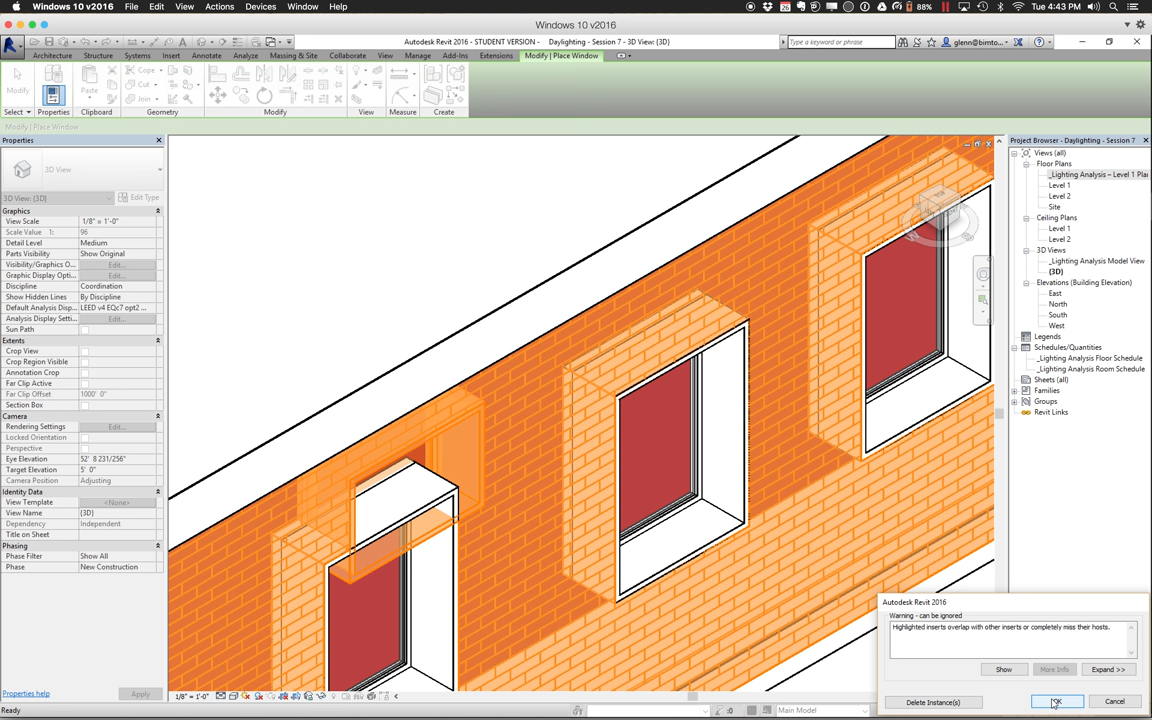 Windows 10 v2016 File Edit View Actions Devices Window Help 26 88% Tue 4:43 PM
Windows 10 v2016
Autodesk Revit 2016 - STUDENT VERSION - Daylighting - Session 7 - 3D View: {3D} Type a keyword or phrase glenn@bimto...
Architecture Structure Systems Insert Annotate Analyze Massing & Site Collaborate View Manage Add-Ins Extensions Modify | Place Window
Modify Paste Cope Cut Join
Select Properties Clipboard Geometry Modify View Measure Create
Modify | Place Window
Properties
3D View
3D View: {3D} Edit Type
Graphics
View Scale 1/8" = 1'-0"
Scale Value 1: 96
Detail Level Medium
Parts Visibility Show Original
Visibility/Graphics O... Edit...
Graphic Display Opti... Edit...
Discipline Coordination
Show Hidden Lines By Discipline
Default Analysis Disp... LEED v4 EQc7 opt2 ...
Analysis Display Setti... Edit...
Sun Path
Extents
Crop View
Crop Region Visible
Annotation Crop
Far Clip Active
Far Clip Offset 1000' 0"
Section Box
Camera
Rendering Settings Edit...
Locked Orientation
Perspective
Eye Elevation 52' 8 231/256"
Target Elevation 5' 0"
Camera Position Adjusting
Identity Data
View Template <None>
View Name {3D}
Dependency Independent
Title on Sheet
Phasing
Phase Filter Show All
Phase New Construction
Properties help Apply
Project Browser - Daylighting - Session 7
Views (all)
Floor Plans
_Lighting Analysis – Level 1 Plan
Level 1
Level 2
Site
Ceiling Plans
Level 1
Level 2
3D Views
_Lighting Analysis Model View
{3D}
Elevations (Building Elevation)
East
North
South
West
Legends
Schedules/Quantities
_Lighting Analysis Floor Schedule
_Lighting Analysis Room Schedule
Sheets (all)
Families
Groups
Revit Links
Autodesk Revit 2016
Warning - can be ignored
Highlighted inserts overlap with other inserts or completely miss their hosts.
Show More Info Expand >>
Delete Instance(s) OK Cancel
1/8" = 1'-0"
Ready :0 Main Model